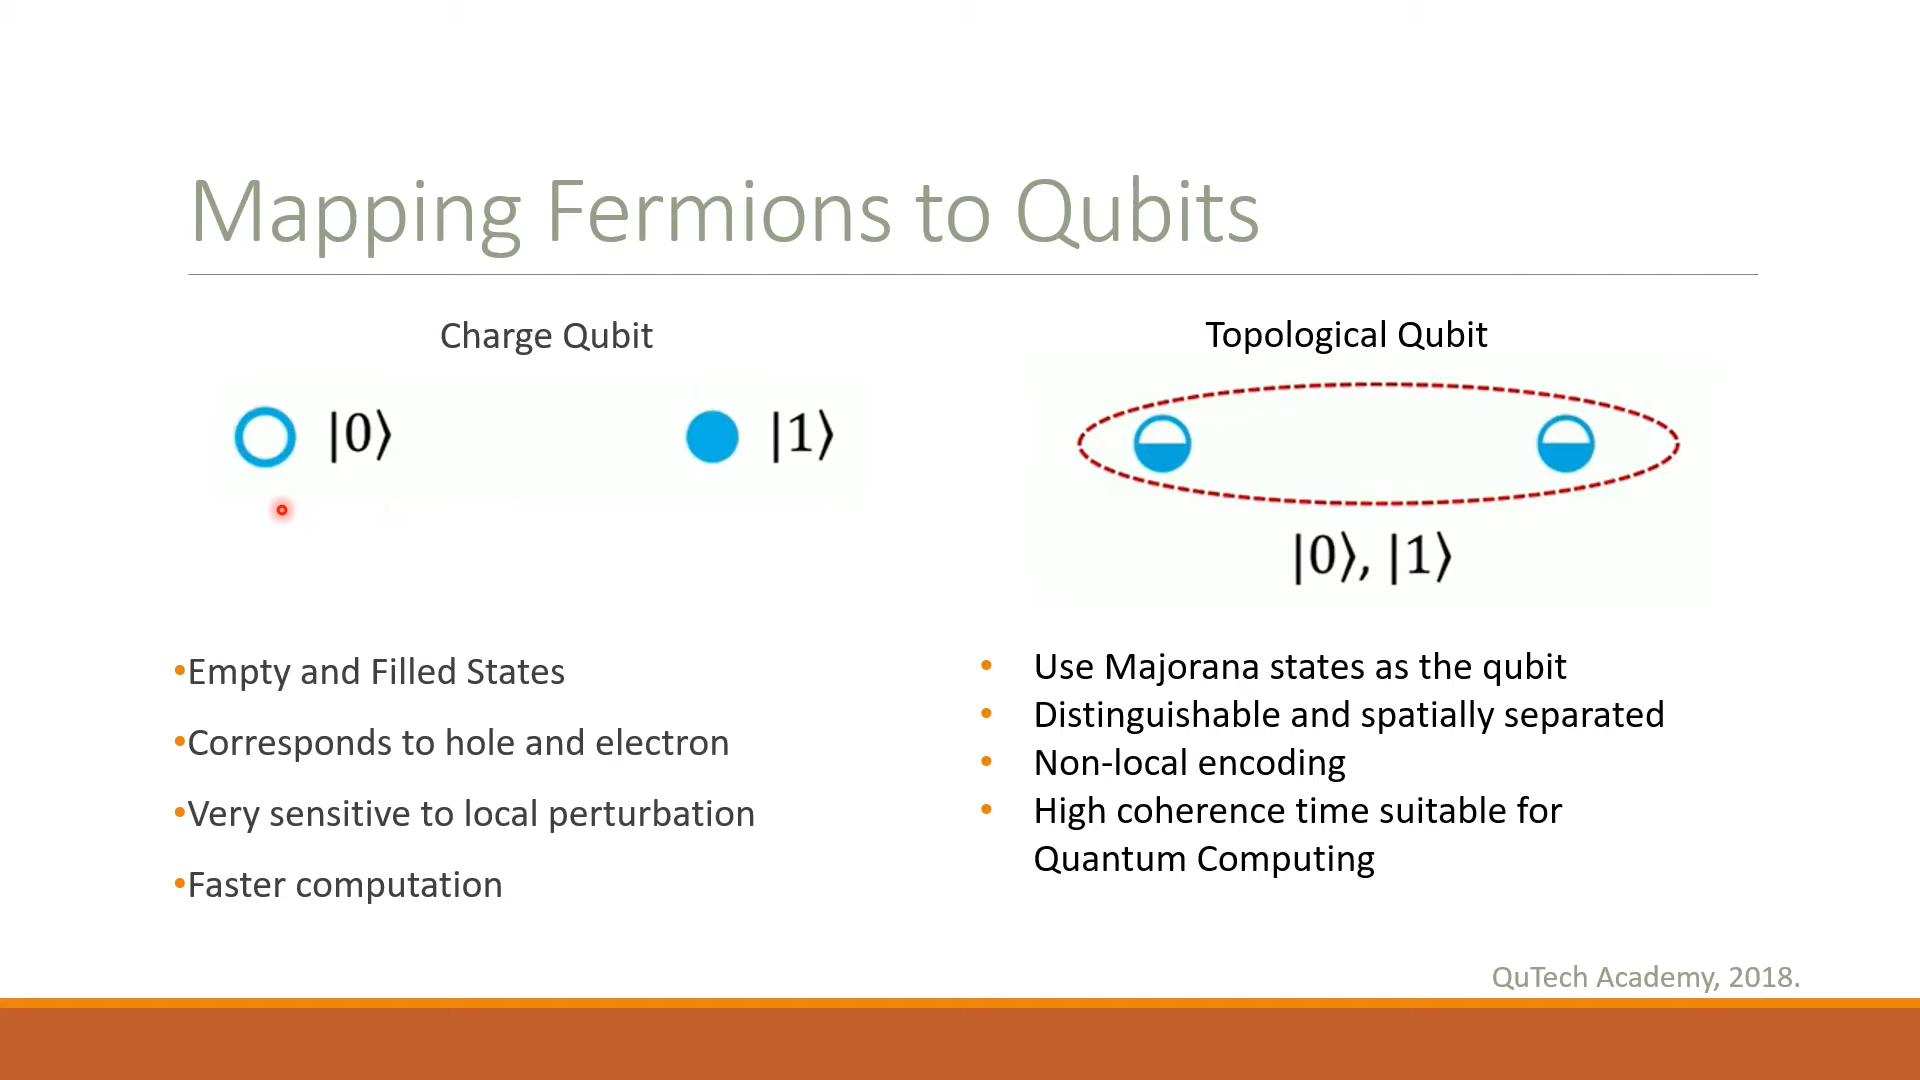 Mapping Fermions to Qubits
Charge Qubit
|0⟩ |1⟩
•Empty and Filled States
•Corresponds to hole and electron
•Very sensitive to local perturbation
•Faster computation
Topological Qubit
|0⟩, |1⟩
• Use Majorana states as the qubit
• Distinguishable and spatially separated
• Non-local encoding
• High coherence time suitable for
Quantum Computing
QuTech Academy, 2018.